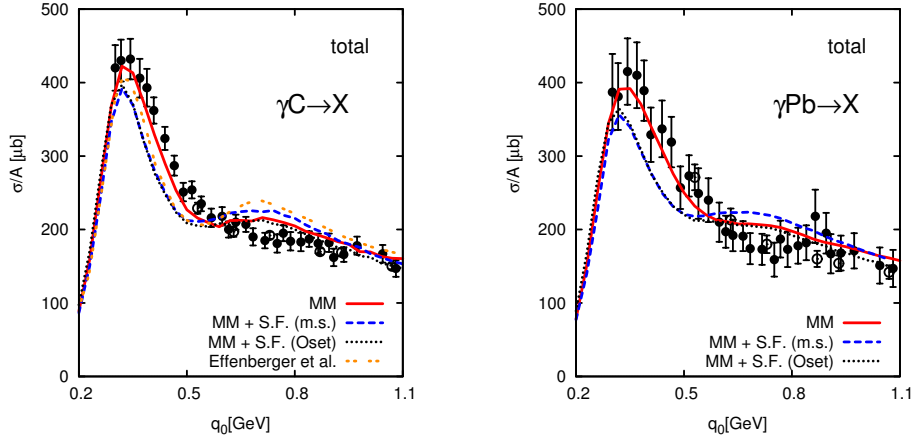 500
400
300
200
100
0
σ/A [μb]
total
γC→X
MM
MM + S.F. (m.s.)
MM + S.F. (Oset)
Effenberger et al.
0.2
0.5
0.8
1.1
q₀[GeV]
500
400
300
200
100
0
σ/A [μb]
total
γPb→X
MM
MM + S.F. (m.s.)
MM + S.F. (Oset)
0.2
0.5
0.8
1.1
q₀[GeV]